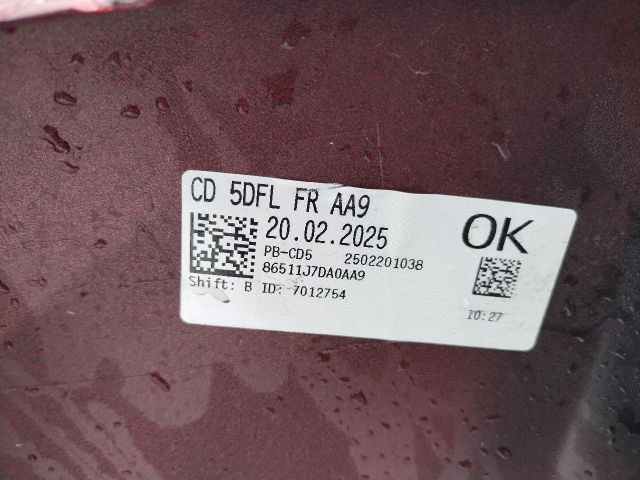 CD 5DFL FR AA9
20.02.2025
OK
PB-CD5 2502201038
86511J7DA0AA9
Shift: B ID: 7012754
10:27